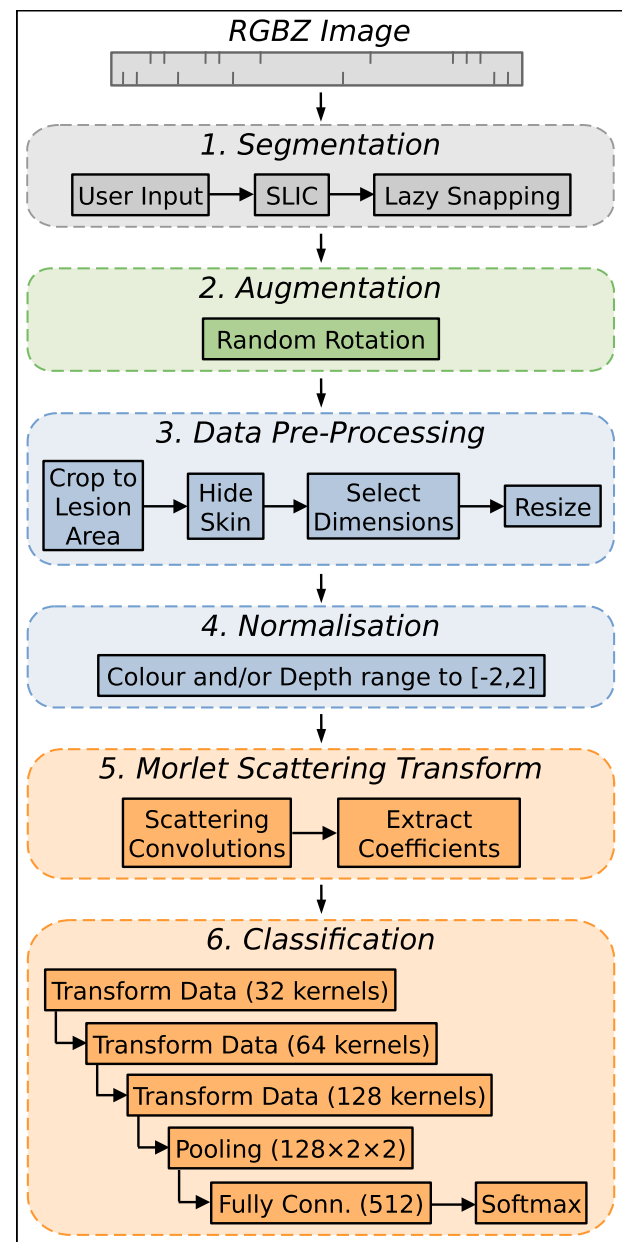 RGBZ Image
1. Segmentation
User Input
SLIC
Lazy Snapping
2. Augmentation
Random Rotation
3. Data Pre-Processing
Crop to
Lesion
Area
Hide
Skin
Select
Dimensions
Resize
4. Normalisation
Colour and/or Depth range to [-2,2]
5. Morlet Scattering Transform
Scattering
Convolutions
Extract
Coefficients
6. Classification
Transform Data (32 kernels)
Transform Data (64 kernels)
Transform Data (128 kernels)
Pooling (128×2×2)
Fully Conn. (512)
Softmax